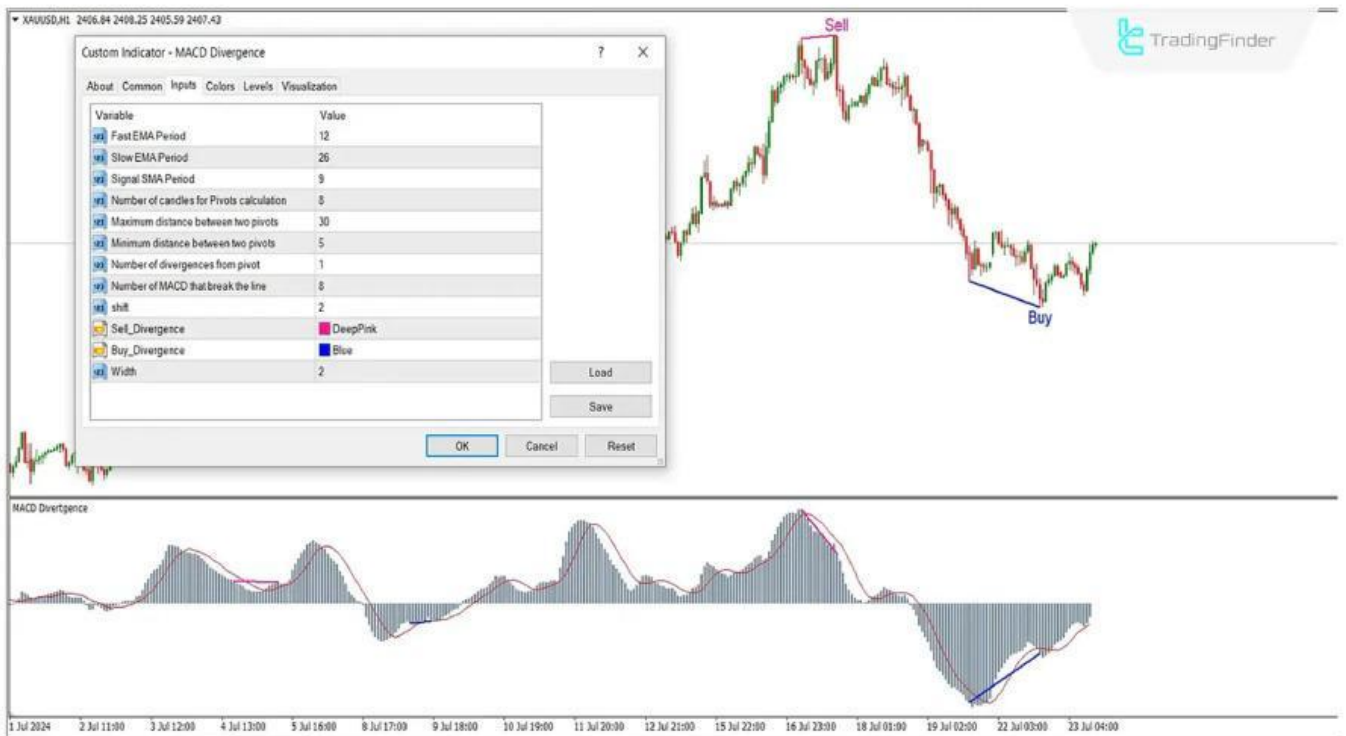 XAUUSD,H1 2406.84 2408.25 2405.59 2407.43
Sell
TradingFinder
Custom Indicator - MACD Divergence ? X
About Common Inputs Colors Levels Visualization
Variable Value
Fast EMA Period 12
Slow EMA Period 26
Signal SMA Period 9
Number of candles for Pivots calculation 8
Maximum distance between two pivots 30
Minimum distance between two pivots 5
Number of divergences from pivot 1
Number of MACD that break the line 8
shift 2
Sell_Divergence DeepPink
Buy_Divergence Blue
Width 2
Load
Save
OK Cancel Reset
Buy
MACD Divertgence
1 Jul 2024 2 Jul 11:00 3 Jul 12:00 4 Jul 13:00 5 Jul 16:00 8 Jul 17:00 9 Jul 18:00 10 Jul 19:00 11 Jul 20:00 12 Jul 21:00 15 Jul 22:00 16 Jul 23:00 18 Jul 01:00 19 Jul 02:00 22 Jul 03:00 23 Jul 04:00